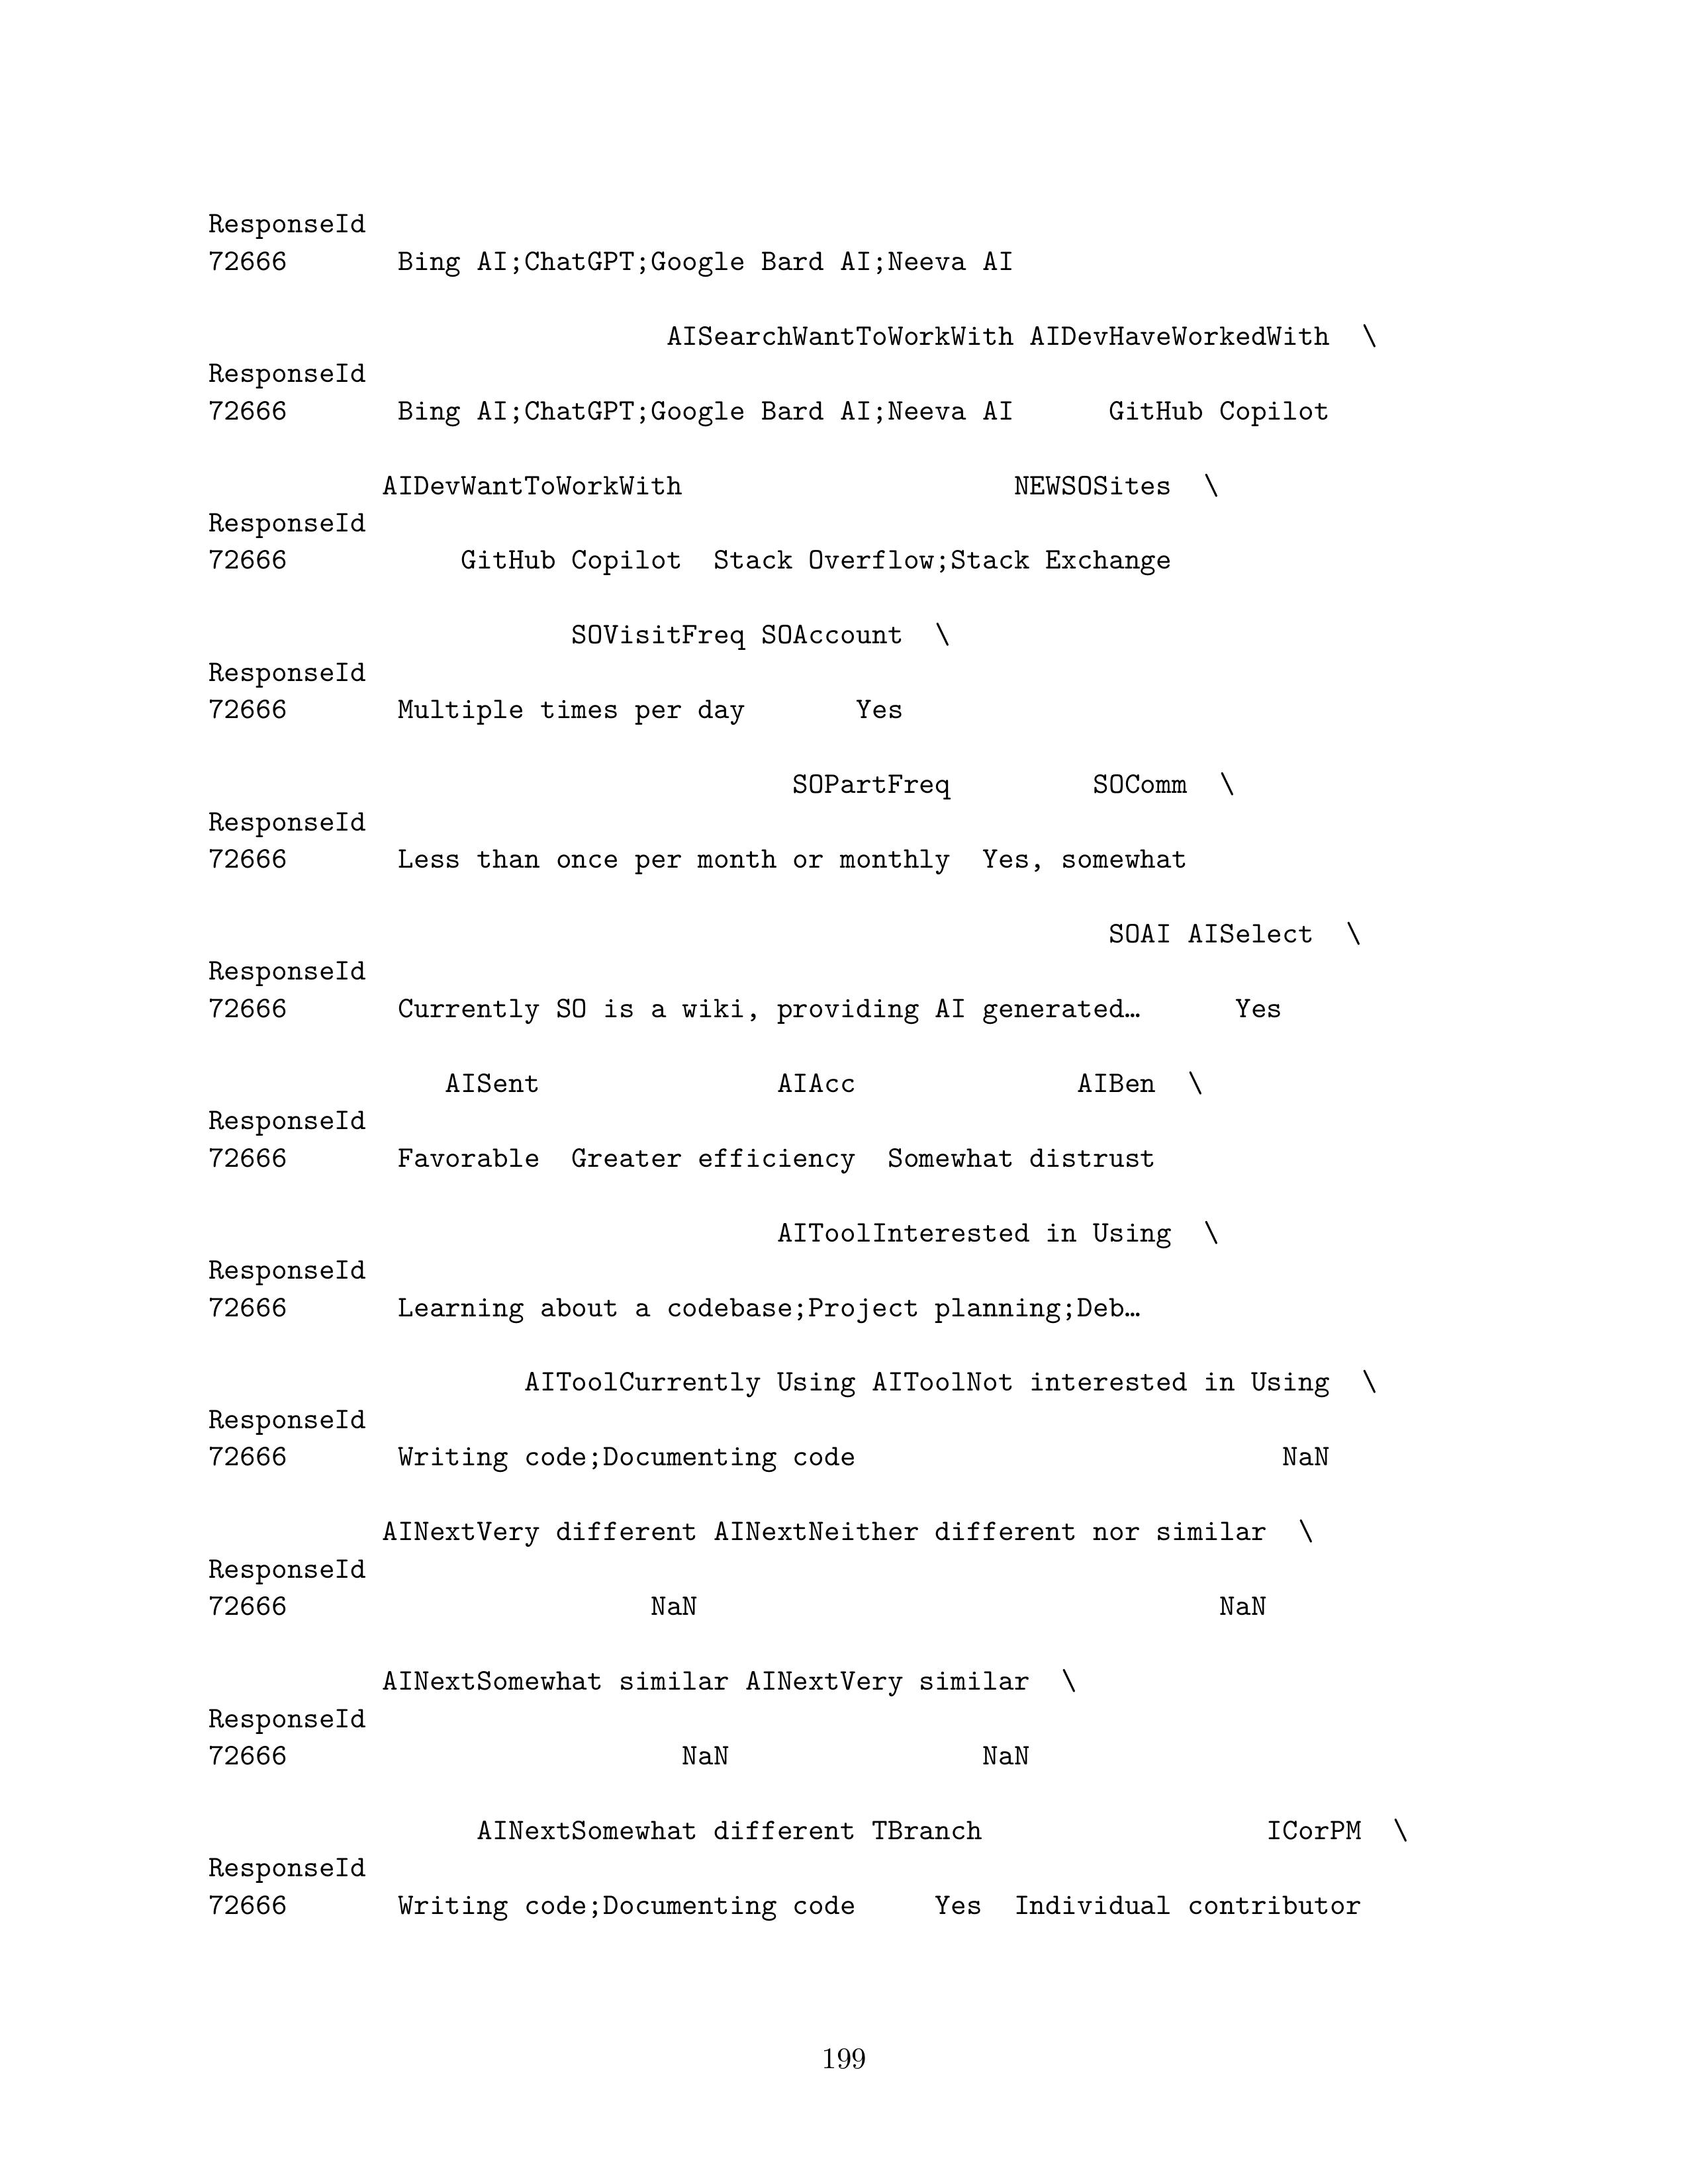 ResponseId
72666       Bing AI;ChatGPT;Google Bard AI;Neeva AI

                             AISearchWantToWorkWith AIDevHaveWorkedWith  \
ResponseId
72666       Bing AI;ChatGPT;Google Bard AI;Neeva AI      GitHub Copilot

           AIDevWantToWorkWith                     NEWSOSites  \
ResponseId
72666           GitHub Copilot  Stack Overflow;Stack Exchange

                       SOVisitFreq SOAccount  \
ResponseId
72666       Multiple times per day       Yes

                                     SOPartFreq         SOComm  \
ResponseId
72666       Less than once per month or monthly  Yes, somewhat

                                                         SOAI AISelect  \
ResponseId
72666       Currently SO is a wiki, providing AI generated…      Yes

               AISent               AIAcc              AIBen  \
ResponseId
72666       Favorable  Greater efficiency  Somewhat distrust

                                    AIToolInterested in Using  \
ResponseId
72666       Learning about a codebase;Project planning;Deb…

                    AIToolCurrently Using AIToolNot interested in Using  \
ResponseId
72666       Writing code;Documenting code                           NaN

           AINextVery different AINextNeither different nor similar  \
ResponseId
72666                       NaN                                 NaN

           AINextSomewhat similar AINextVery similar  \
ResponseId
72666                         NaN                NaN

                 AINextSomewhat different TBranch                  ICorPM  \
ResponseId
72666       Writing code;Documenting code     Yes  Individual contributor

199